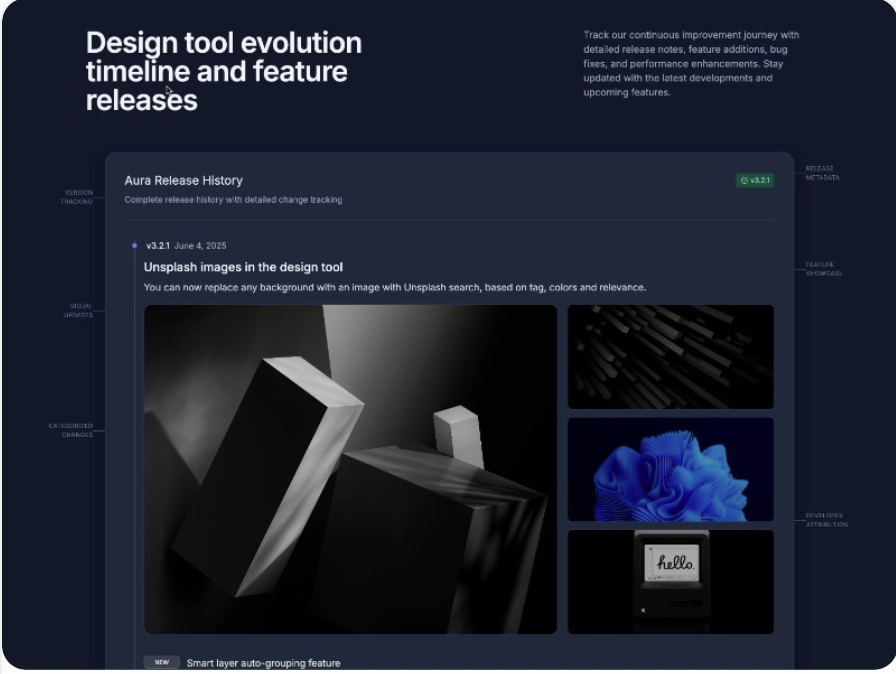 Design tool evolution
timeline and feature
releases
Track our continuous improvement journey with
detailed release notes, feature additions, bug
fixes, and performance enhancements. Stay
updated with the latest developments and
upcoming features.
Aura Release History
v3.2.1
Complete release history with detailed change tracking
RELEASE
METADATA
VERSION
TRACKING
v3.2.1 June 4, 2025
Unsplash images in the design tool
You can now replace any background with an image with Unsplash search, based on tag, colors and relevance.
FEATURE
SHOWCASE
VISUAL
UPDATES
CATEGORIZED
CHANGES
DEVELOPER
ATTRIBUTION
hello.
NEW Smart layer auto-grouping feature